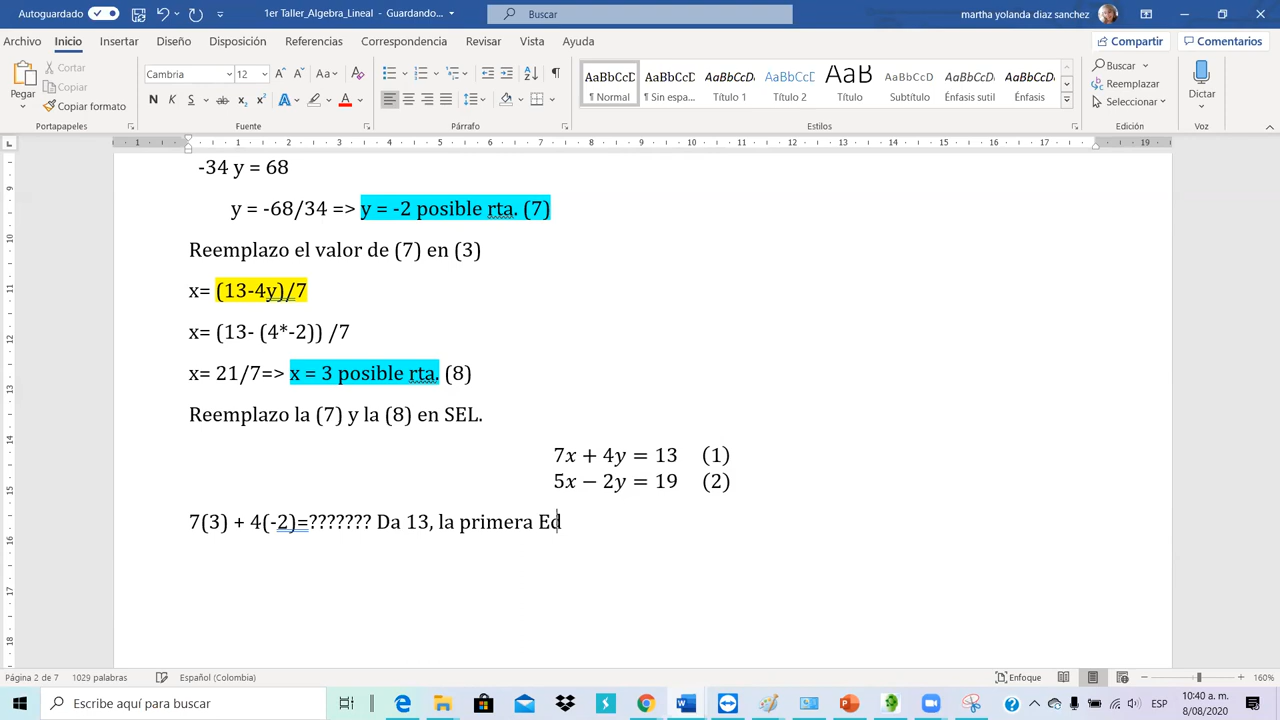 Autoguardado
Buscar
martha yolanda diaz sanchez
Archivo Inicio Insertar Diseño Disposición Referencias Correspondencia Revisar Vista Ayuda Compartir Comentarios
Pegar
Cortar
Copiar
Copiar formato
Portapapeles
Cambria 12
Fuente
Párrafo
AaBbCcD AaBbCcD AaBbCcD AaBbCcD AaB AaBbCcD AaBbCcD AaBbCcD
¶ Normal ¶ Sin espa... Título 1 Título 2 Título Subtítulo Énfasis sutil Énfasis
Estilos
Buscar
Reemplazar
Seleccionar
Edición
Dictar
Voz
-34 y = 68
y = -68/34 => y = -2 posible rta. (7)
Reemplazo el valor de (7) en (3)
x= (13-4y)/7
x= (13- (4*-2)) /7
x= 21/7=> x = 3 posible rta. (8)
Reemplazo la (7) y la (8) en SEL.
7x + 4y = 13 (1)
5x − 2y = 19 (2)
7(3) + 4(-2)=??????? Da 13, la primera Ed
Página 2 de 7 1029 palabras Español (Colombia) Enfoque 160%
Escribe aquí para buscar
ESP
10:40 a. m.
8/08/2020